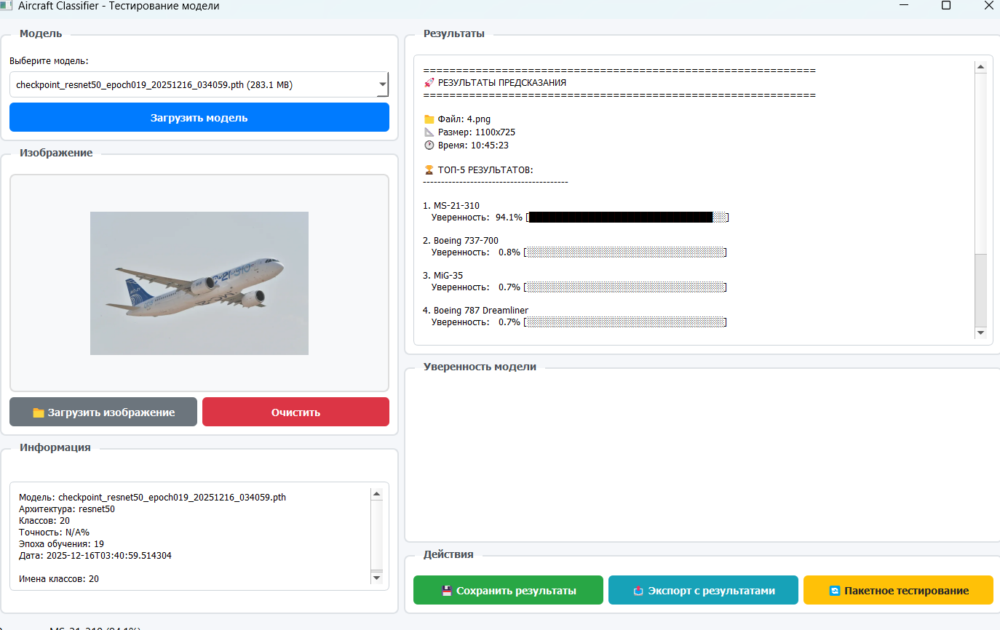 Aircraft Classifier - Тестирование модели
Модель
Выберите модель:
checkpoint_resnet50_epoch019_20251216_034059.pth (283.1 MB)
Загрузить модель
Изображение
21-310
Загрузить изображение
Очистить
Информация
Модель: checkpoint_resnet50_epoch019_20251216_034059.pth
Архитектура: resnet50
Классов: 20
Точность: N/A%
Эпоха обучения: 19
Дата: 2025-12-16T03:40:59.514304
Имена классов: 20
Результаты
============================================================
🚀 РЕЗУЛЬТАТЫ ПРЕДСКАЗАНИЯ
============================================================
📁 Файл: 4.png
📐 Размер: 1100x725
🕐 Время: 10:45:23
🏆 ТОП-5 РЕЗУЛЬТАТОВ:
----------------------------------------
1. MS-21-310
Уверенность: 94.1% [████████████████████████████░░]
2. Boeing 737-700
Уверенность: 0.8% [░░░░░░░░░░░░░░░░░░░░░░░░░░░░░░]
3. MiG-35
Уверенность: 0.7% [░░░░░░░░░░░░░░░░░░░░░░░░░░░░░░]
4. Boeing 787 Dreamliner
Уверенность: 0.7% [░░░░░░░░░░░░░░░░░░░░░░░░░░░░░░]
Уверенность модели
Действия
💾 Сохранить результаты
📤 Экспорт с результатами
🔄 Пакетное тестирование
MS-21-310 (94.1%)